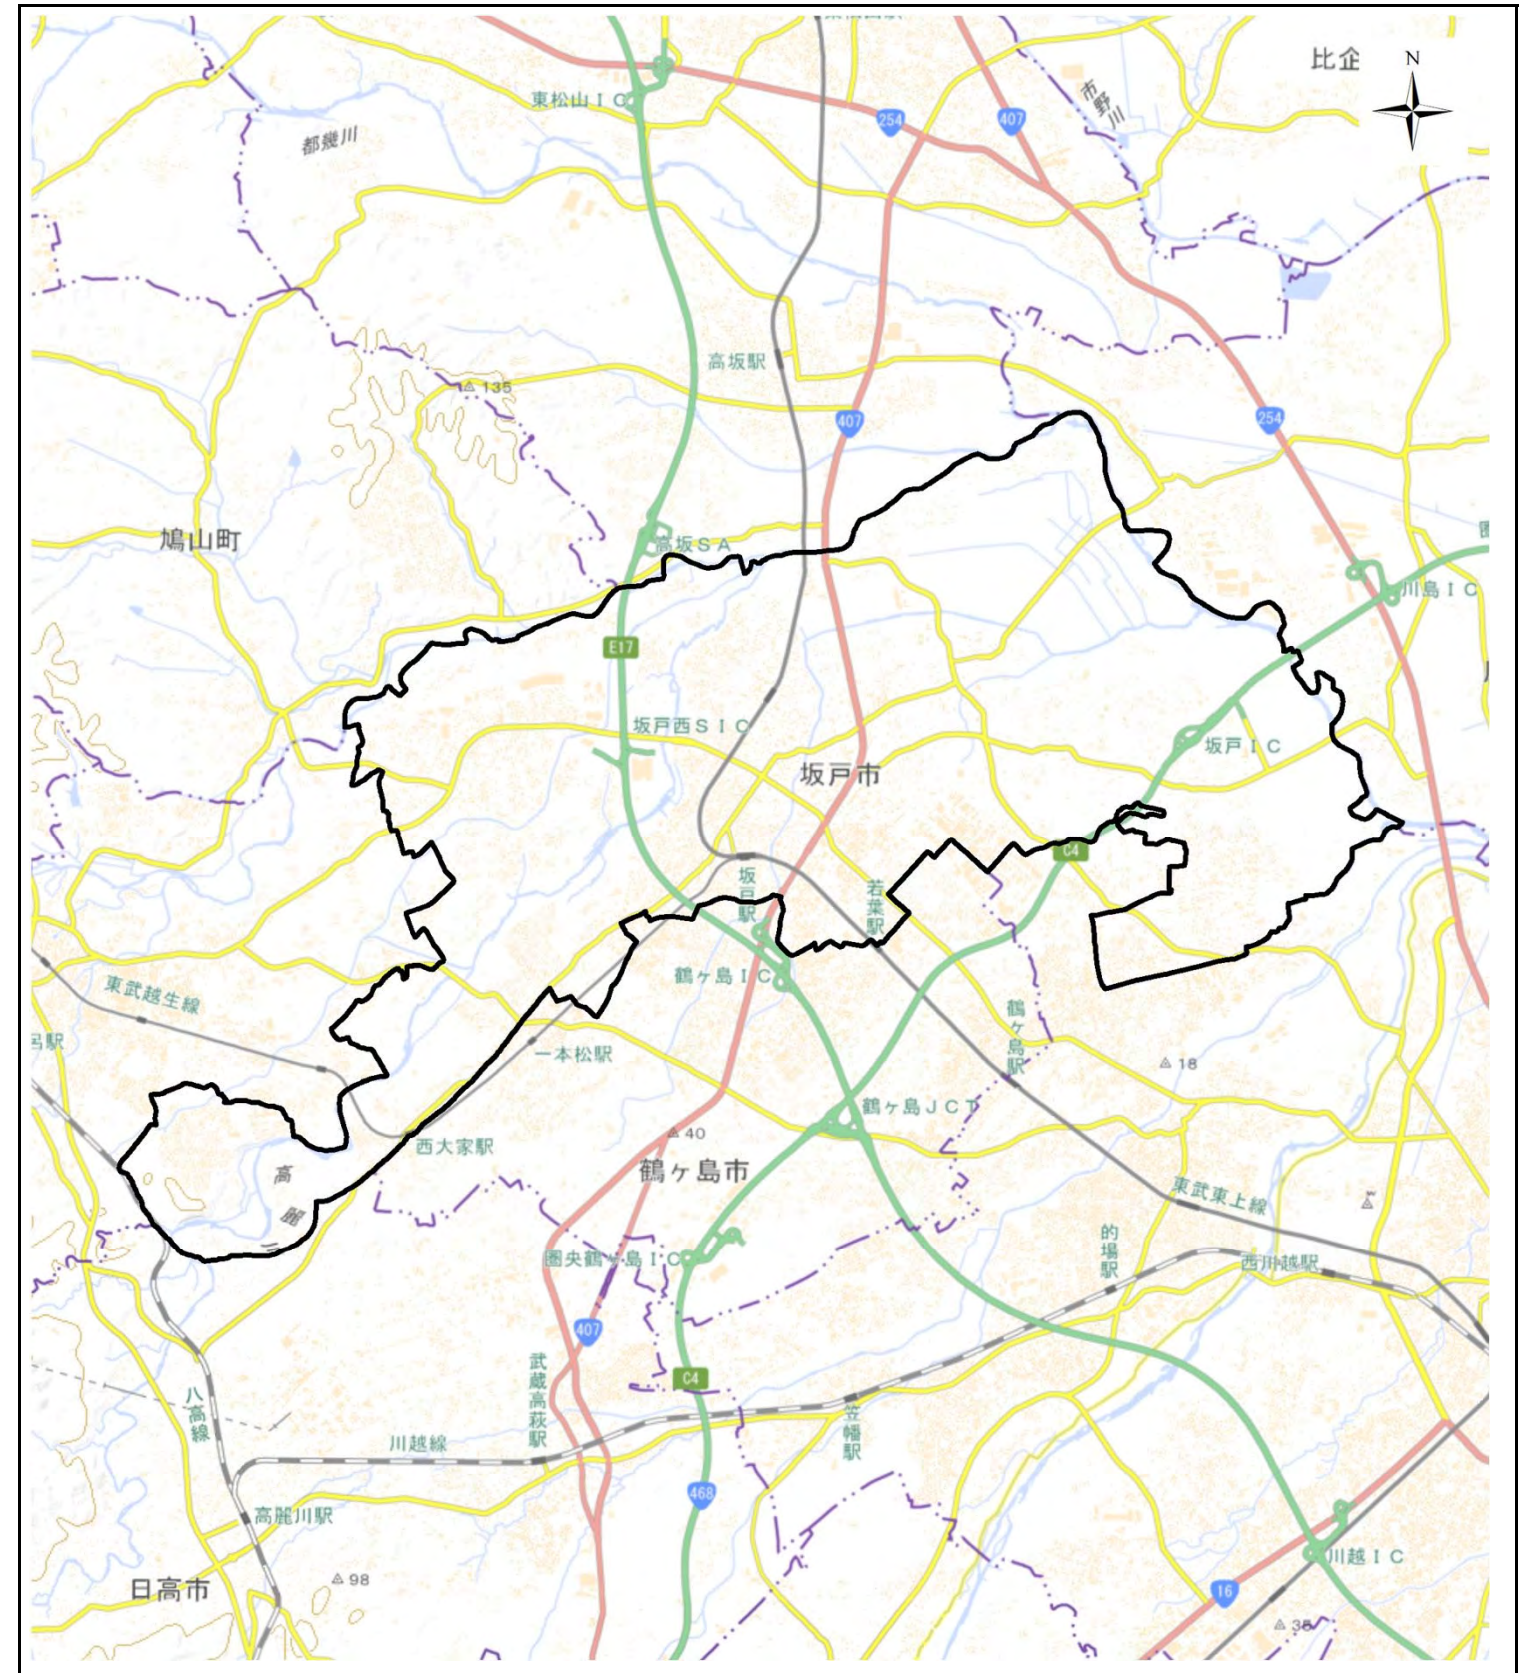 比企
N
東松山ＩＣ
254
407
市野川
都幾川
高坂駅
135
407
254
鳩山町
高坂ＳＡ
川島ＩＣ
E17
坂戸西ＳＩＣ
坂戸ＩＣ
坂戸市
C4
坂戸駅
若葉駅
鶴ヶ島ＩＣ
東武越生線
呂駅
一本松駅
鶴ヶ島駅
18
鶴ヶ島ＪＣＴ
40
西大家駅
鶴ヶ島市
高麗川
東武東上線
的場駅
圏央鶴ヶ島ＩＣ
西川越駅
407
武蔵高萩駅
C4
八高線
笠幡駅
川越線
468
高麗川駅
川越ＩＣ
98
日高市
16